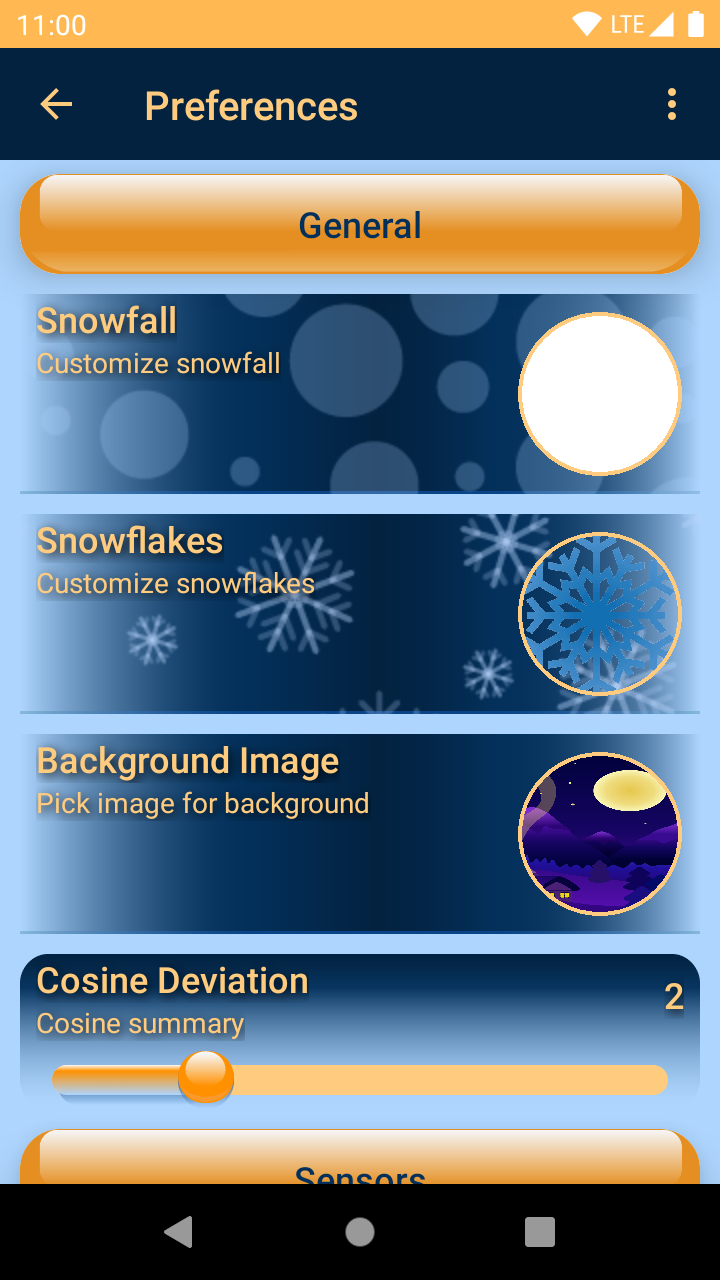 11:00
LTE
Preferences
General
Snowfall
Customize snowfall
Snowflakes
Customize snowflakes
Background Image
Pick image for background
Cosine Deviation
2
Cosine summary
Sensors